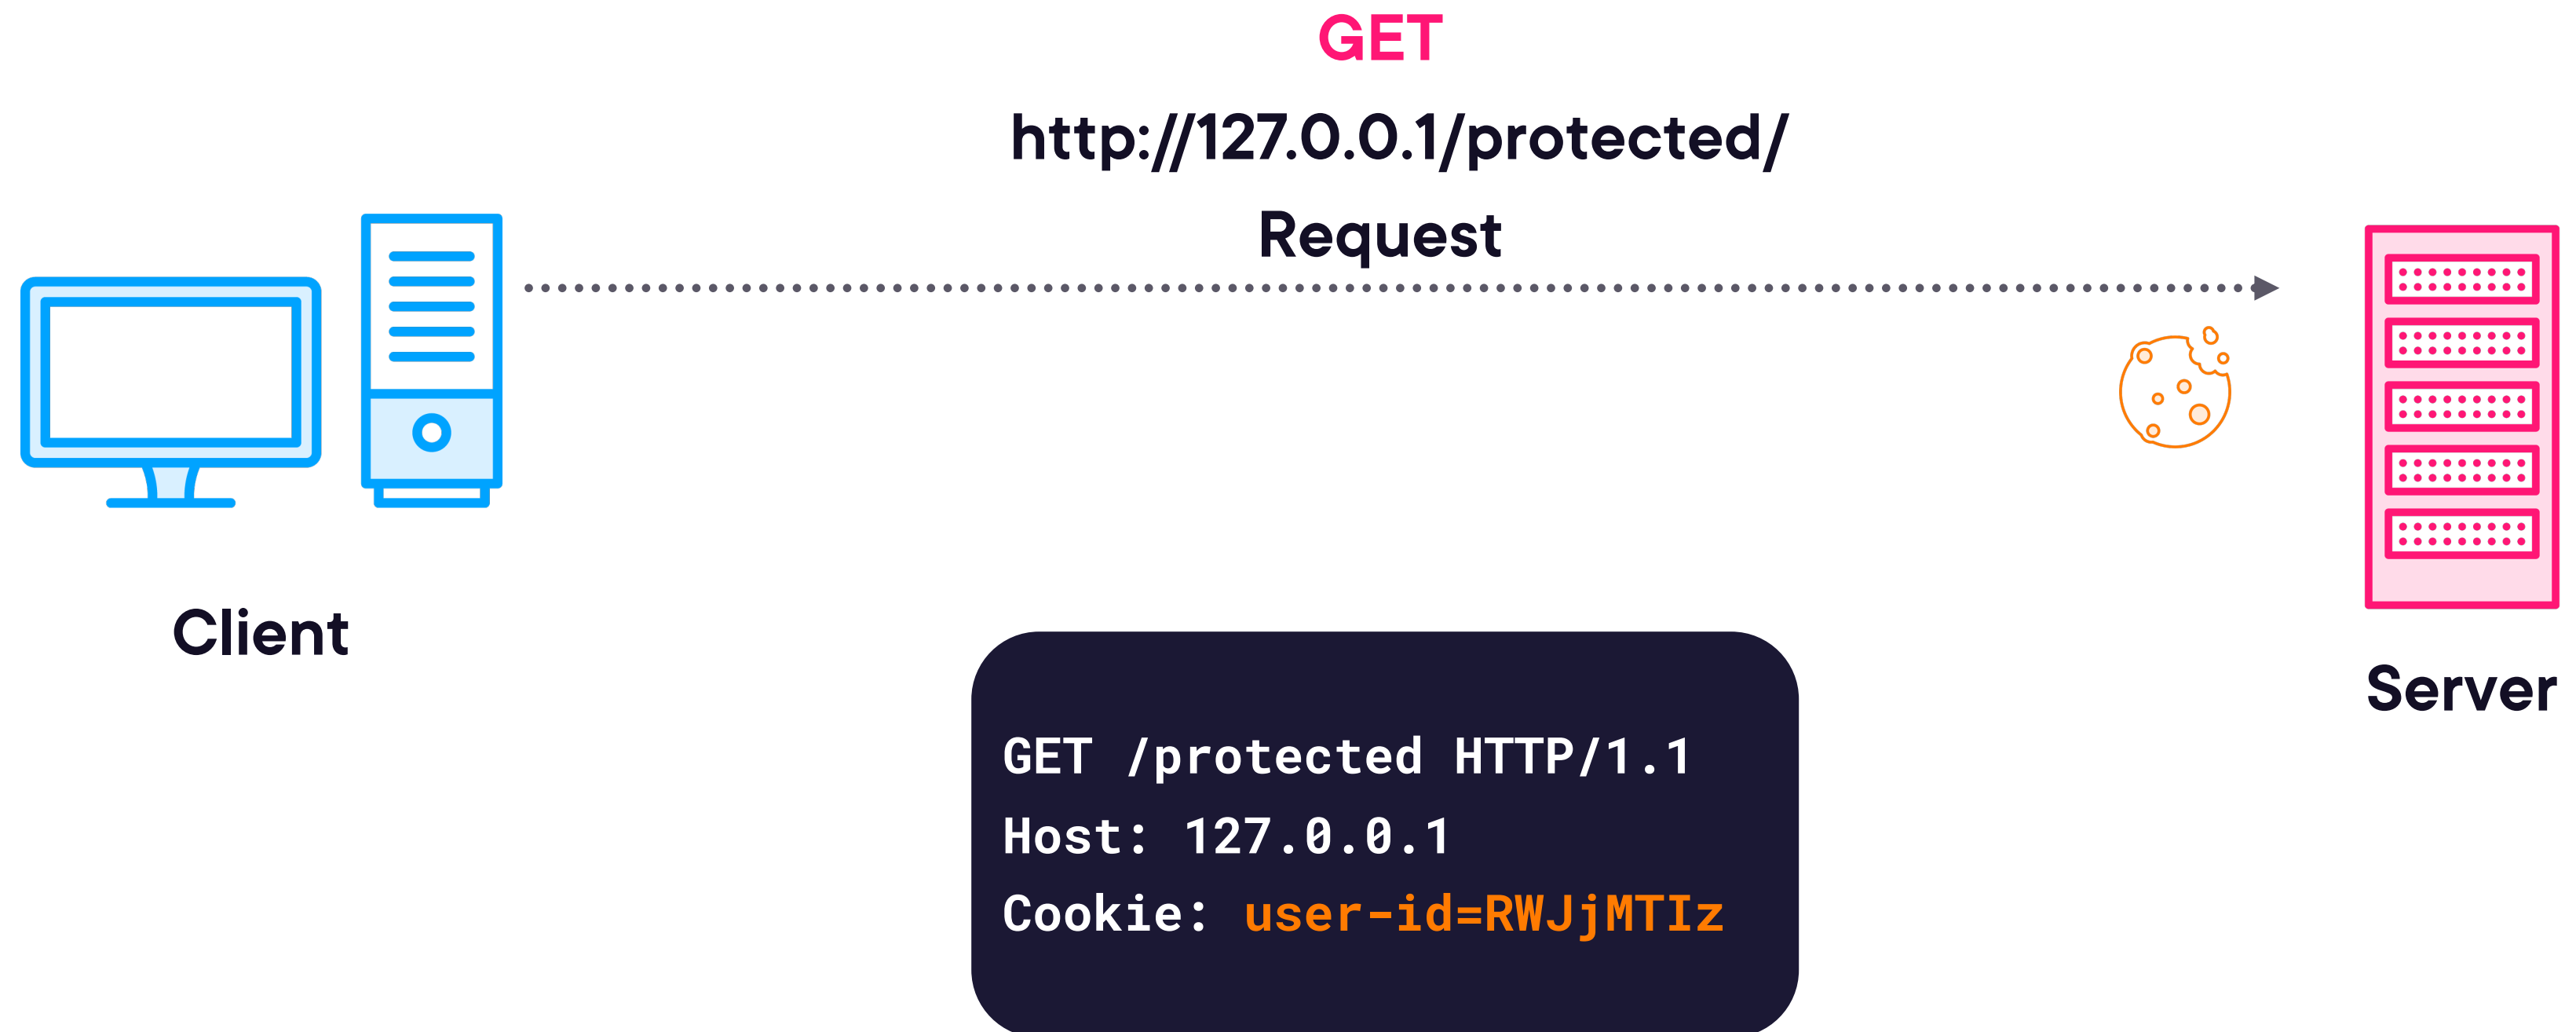 GET
http://127.0.0.1/protected/
Request
Client
Server
GET /protected HTTP/1.1
Host: 127.0.0.1
Cookie: user-id=RWJjMTIz